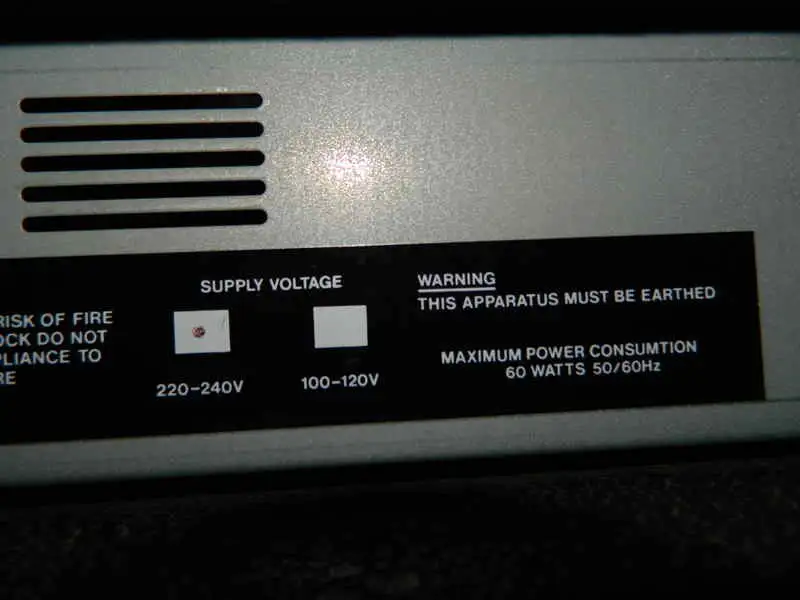 RISK OF FIRE
OCK DO NOT
PLIANCE TO
RE
SUPPLY VOLTAGE
220-240V
100-120V
WARNING
THIS APPARATUS MUST BE EARTHED
MAXIMUM POWER CONSUMTION
60 WATTS 50/60Hz